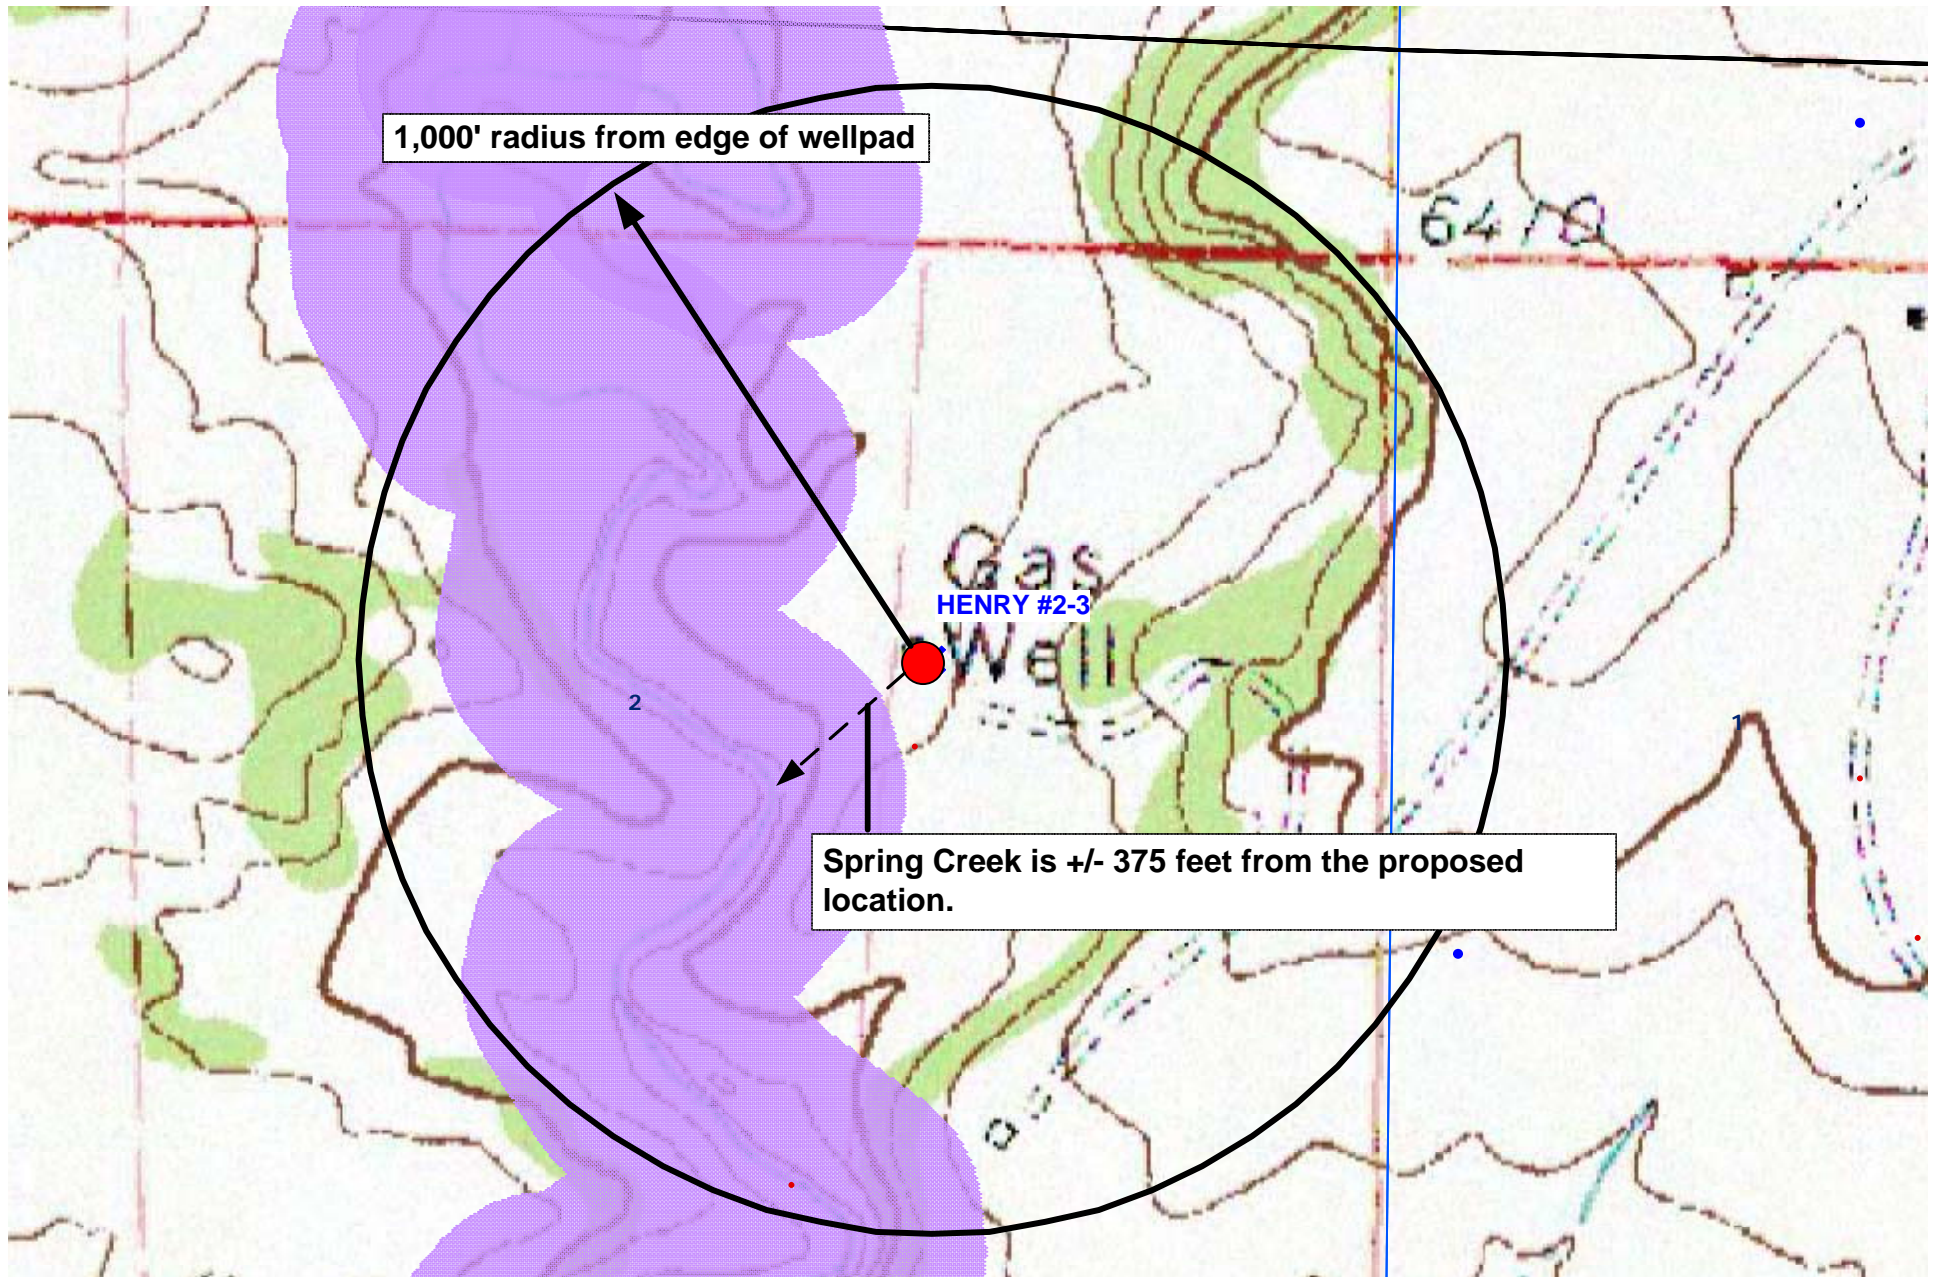 1,000' radius from edge of wellpad
6410
Gas
HENRY #2-3
Well
2
1
Spring Creek is +/- 375 feet from the proposed
location.